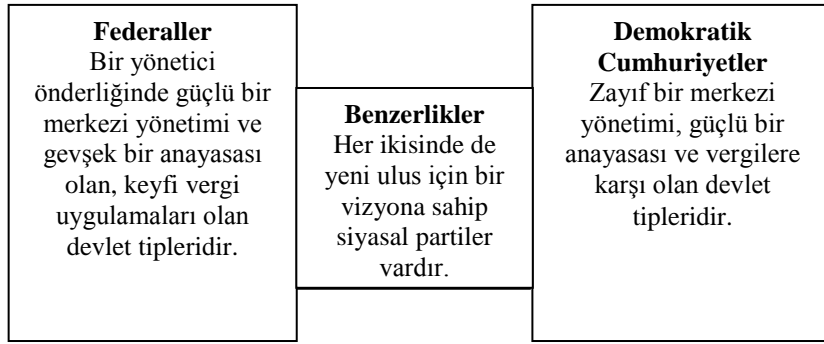 Federaller
Bir yönetici
önderliğinde güçlü bir
merkezi yönetimi ve
gevşek bir anayasası
olan, keyfi vergi
uygulamaları olan
devlet tipleridir.
Benzerlikler
Her ikisinde de
yeni ulus için bir
vizyona sahip
siyasal partiler
vardır.
Demokratik
Cumhuriyetler
Zayıf bir merkezi
yönetimi, güçlü bir
anayasası ve vergilere
karşı olan devlet
tipleridir.